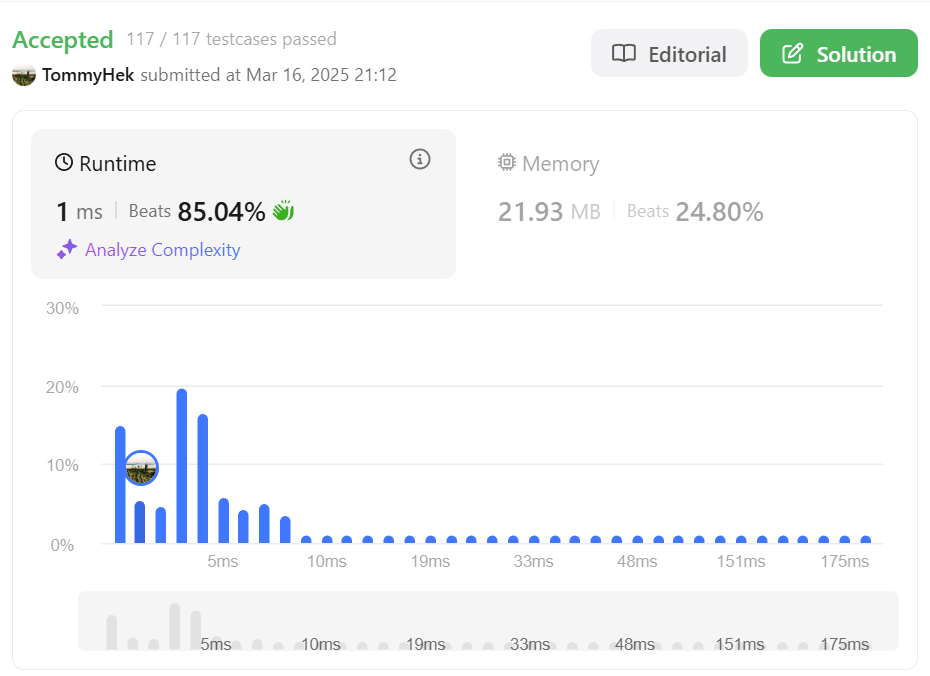 Accepted 117 / 117 testcases passed
Editorial
Solution
TommyHek submitted at Mar 16, 2025 21:12
Runtime
1 ms | Beats 85.04%
Analyze Complexity
Memory
21.93 MB | Beats 24.80%
30%
20%
10%
0%
5ms 10ms 19ms 33ms 48ms 151ms 175ms
5ms 10ms 19ms 33ms 48ms 151ms 175ms